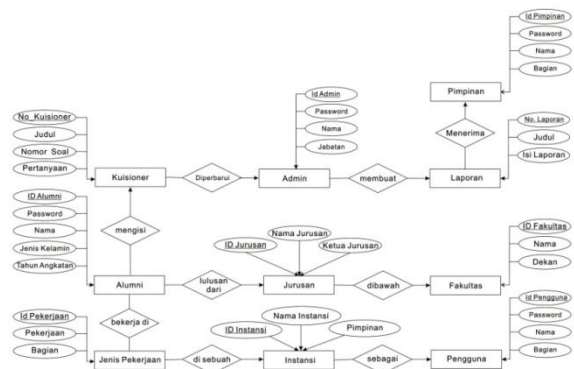 Id Pimpinan
Password
Nama
Bagian
Pimpinan
Id Admin
Password
Nama
Jabatan
No_Kuisioner
Judul
Nomor Soal
Pertanyaan
Menerima
No. Laporan
Judul
Isi Laporan
Kuisioner
Diperbarui
Admin
membuat
Laporan
ID Alumni
Password
Nama
Jenis Kelamin
Tahun Angkatan
mengisi
ID Jurusan
Nama Jurusan
Ketua Jurusan
ID Fakultas
Nama
Dekan
Alumni
lulusan
dari
Jurusan
dibawah
Fakultas
Id Pekerjaan
Pekerjaan
Bagian
bekerja di
ID Instansi
Nama Instansi
Pimpinan
Id Pengguna
Password
Nama
Bagian
Jenis Pekerjaan
di sebuah
Instansi
sebagai
Pengguna